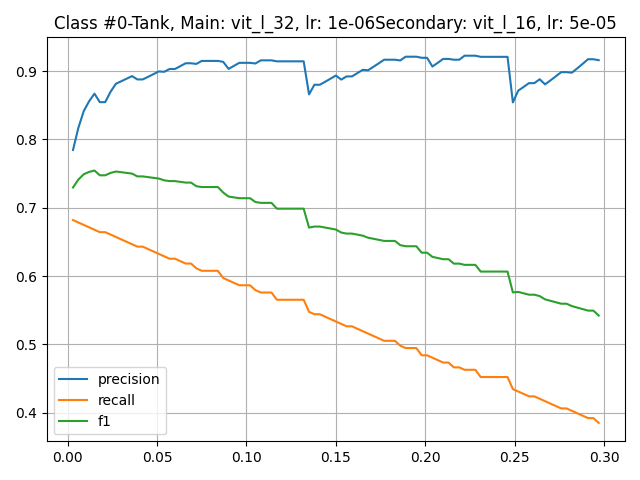 Class #0-Tank, Main: vit_l_32, lr: 1e-06Secondary: vit_l_16, lr: 5e-05
0.9
0.8
0.7
0.6
0.5
0.4
precision
recall
f1
0.00 0.05 0.10 0.15 0.20 0.25 0.30